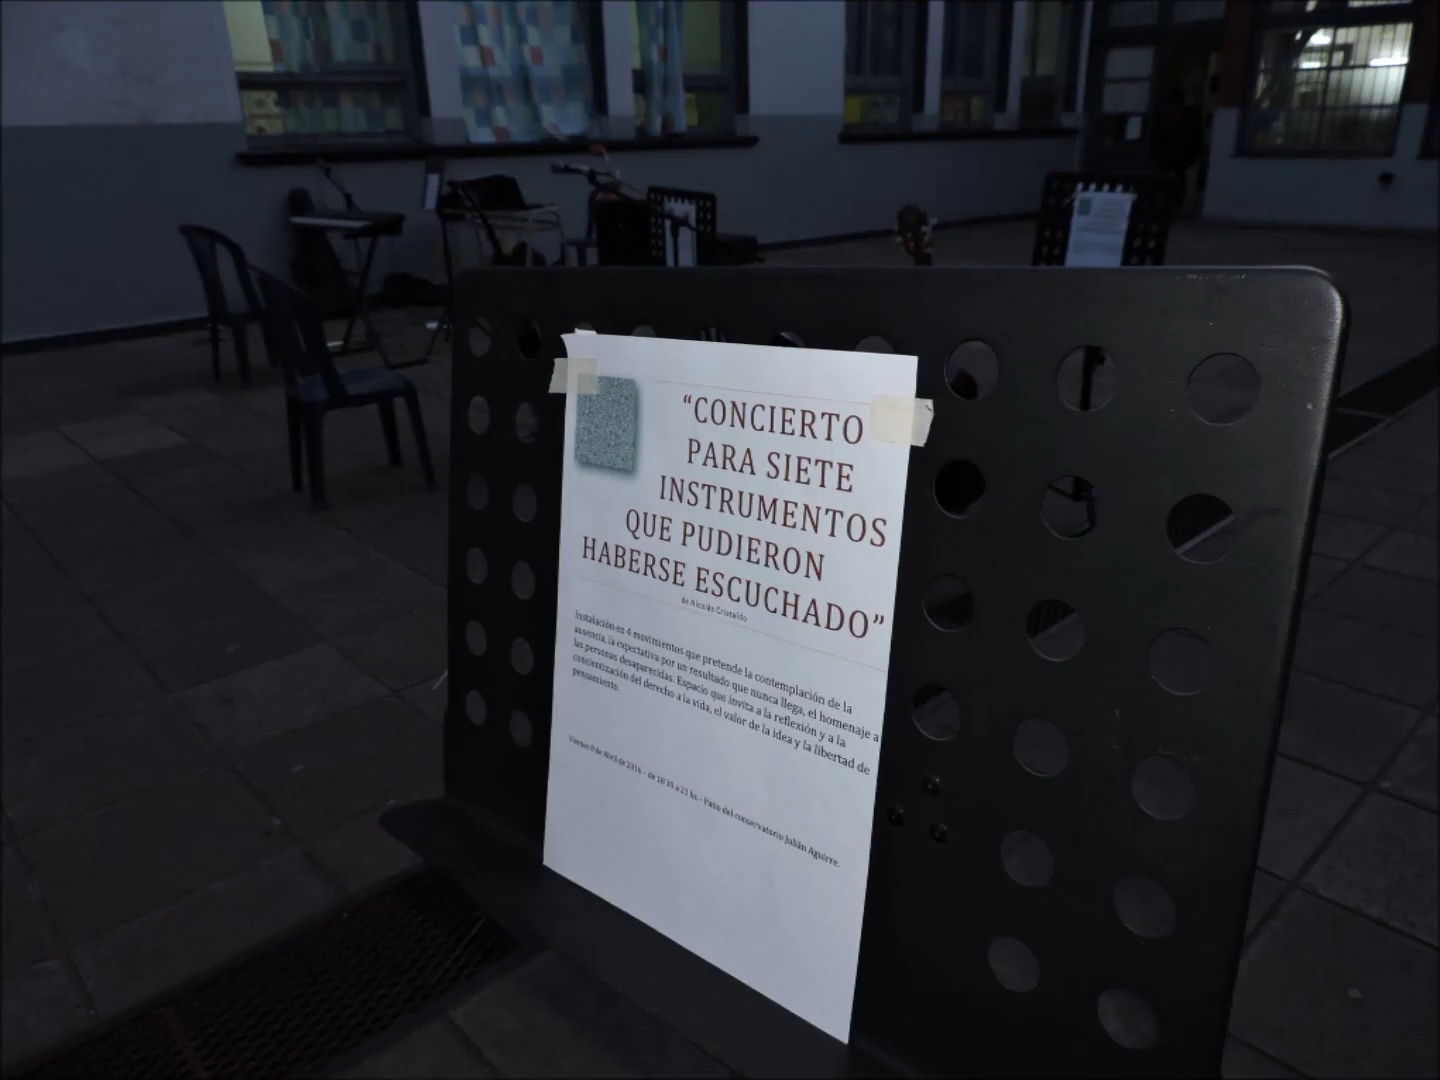 “CONCIERTO
PARA SIETE
INSTRUMENTOS
QUE PUDIERON
HABERSE ESCUCHADO”
de Nicolás Cristaldo
Instalación en 4 movimientos que pretende la contemplación de la
ausencia, la expectativa por un resultado que nunca llega, el homenaje a
las personas desaparecidas. Espacio que invita a la reflexión y a la
concientización del derecho a la vida, el valor de la idea y la libertad de
pensamiento.
Viernes 8 de Abril de 2016 - de 18 30 a 21 hs - Patio del conservatorio Julián Aguirre.